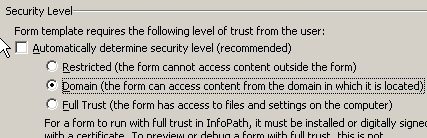 Security Level
Form template requires the following level of trust from the user:
Automatically determine security level (recommended)
Restricted (the form cannot access content outside the form)
Domain (the form can access content from the domain in which it is located)
Full Trust (the form has access to files and settings on the computer)
For a form to run with full trust in InfoPath, it must be installed or digitally signed
with a certificate. To preview or debug a form with full trust, this is not